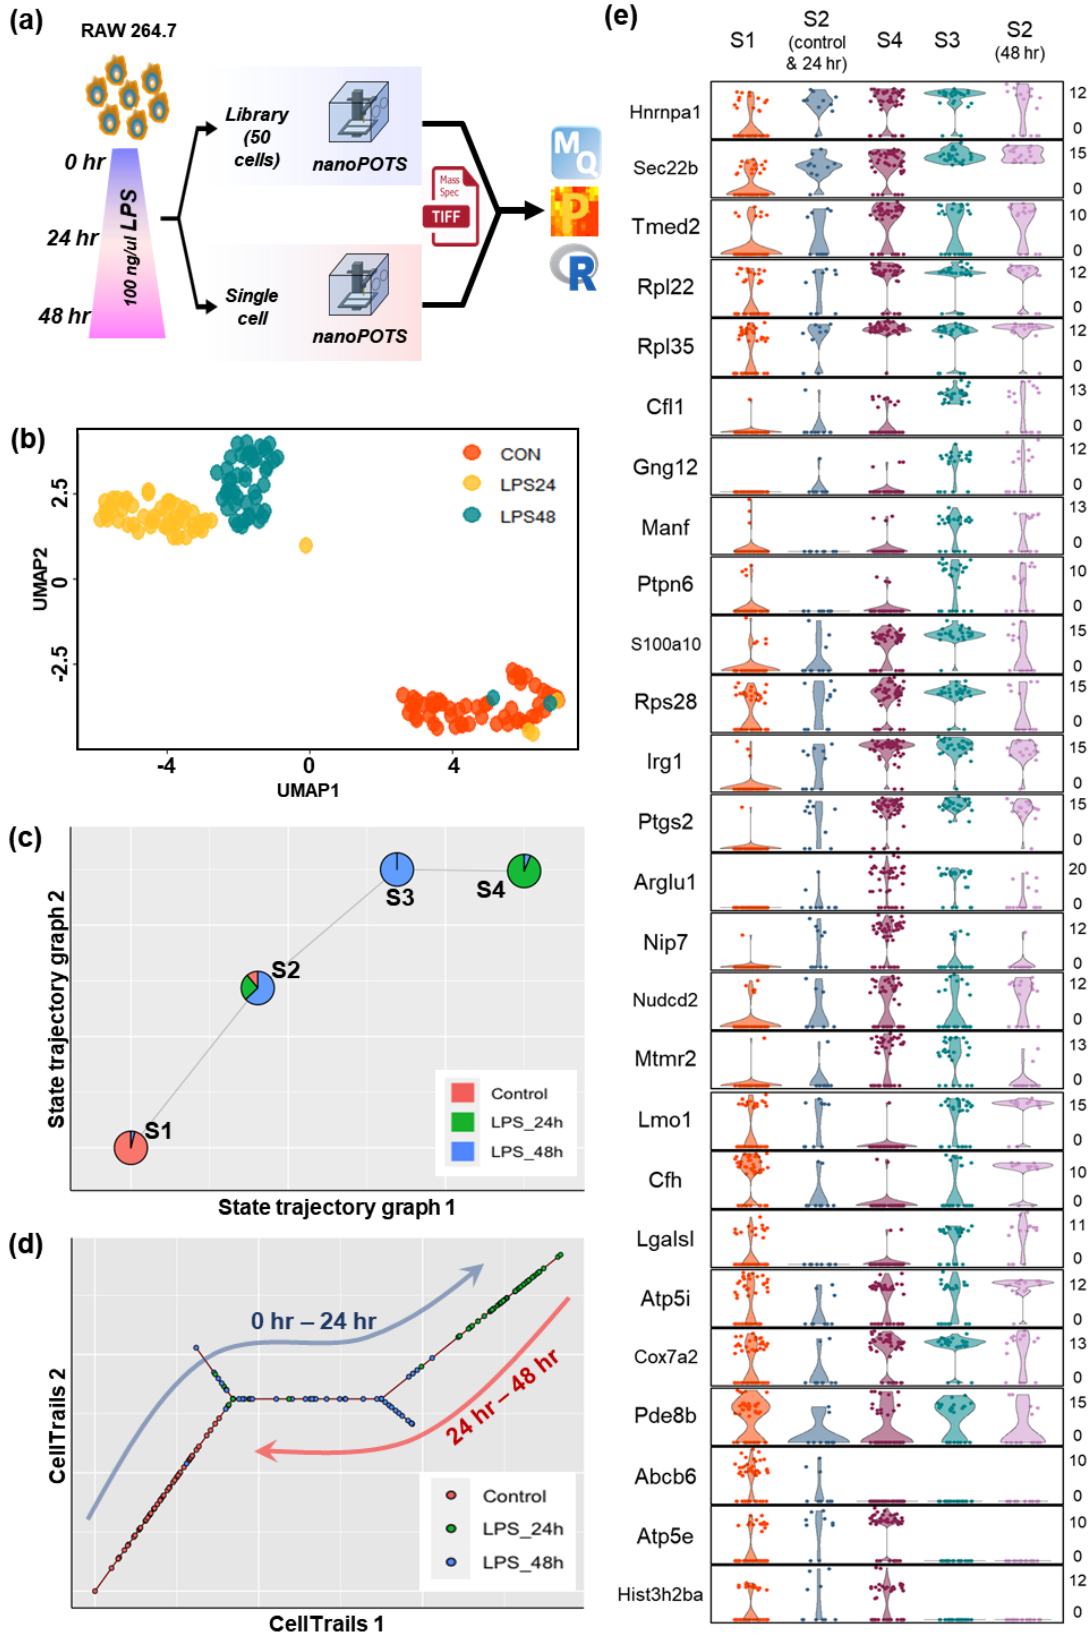 (a)
RAW 264.7
0 hr
24 hr
48 hr
100 ng/ul LPS
Library
(50
cells)
nanoPOTS
Single
cell
nanoPOTS
Mass
Spec
TIFF
M
Q
P
R
(b)
CON
LPS24
LPS48
2.5
0
-2.5
UMAP2
-4
0
4
UMAP1
(c)
S3
S4
S2
S1
Control
LPS_24h
LPS_48h
State trajectory graph 2
State trajectory graph 1
(d)
0 hr – 24 hr
24 hr – 48 hr
Control
LPS_24h
LPS_48h
CellTrails 2
CellTrails 1
(e)
S1
S2
(control
& 24 hr)
S4
S3
S2
(48 hr)
Hnrnpa1
12
0
Sec22b
15
0
Tmed2
10
0
Rpl22
12
0
Rpl35
12
0
Cfl1
13
0
Gng12
12
0
Manf
13
0
Ptpn6
10
0
S100a10
15
0
Rps28
15
0
Irg1
15
0
Ptgs2
15
0
Arglu1
20
0
Nip7
12
0
Nudcd2
12
0
Mtmr2
13
0
Lmo1
15
0
Cfh
10
0
Lgalsl
11
0
Atp5i
12
0
Cox7a2
13
0
Pde8b
15
0
Abcb6
10
0
Atp5e
10
0
Hist3h2ba
12
0